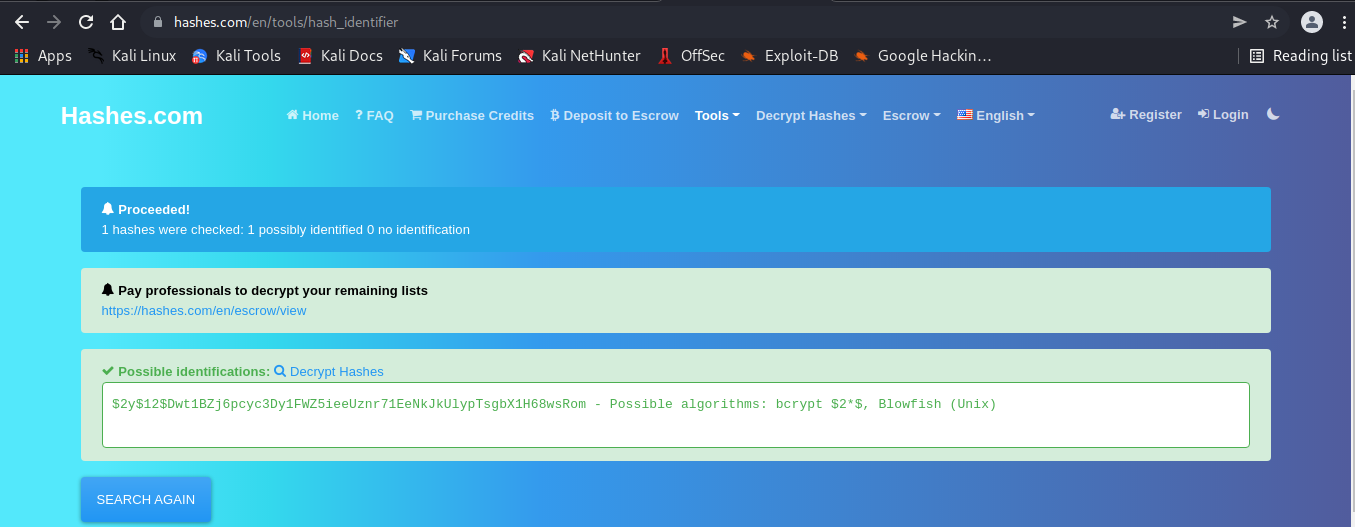 hashes.com/en/tools/hash_identifier
Apps Kali Linux Kali Tools Kali Docs Kali Forums Kali NetHunter OffSec Exploit-DB Google Hackin… Reading list
Hashes.com Home FAQ Purchase Credits Deposit to Escrow Tools Decrypt Hashes Escrow English Register Login
Proceeded!
1 hashes were checked: 1 possibly identified 0 no identification
Pay professionals to decrypt your remaining lists
https://hashes.com/en/escrow/view
Possible identifications: Decrypt Hashes
$2y$12$Dwt1BZj6pcyc3Dy1FWZ5ieeUznr71EeNkJkUlypTsgbX1H68wsRom - Possible algorithms: bcrypt $2*$, Blowfish (Unix)
SEARCH AGAIN